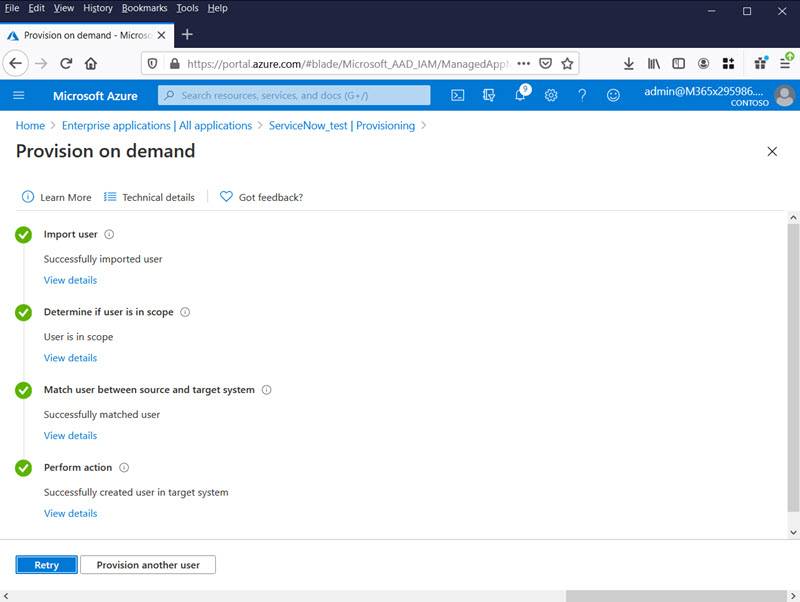 File Edit View History Bookmarks Tools Help
Provision on demand - Microso
https://portal.azure.com/#blade/Microsoft_AAD_IAM/ManagedAppM
Microsoft Azure
Search resources, services, and docs (G+/)
9
admin@M365x295986....
CONTOSO
Home > Enterprise applications | All applications > ServiceNow_test | Provisioning >
Provision on demand
Learn More Technical details Got feedback?
Import user
Successfully imported user
View details
Determine if user is in scope
User is in scope
View details
Match user between source and target system
Successfully matched user
View details
Perform action
Successfully created user in target system
View details
Retry Provision another user